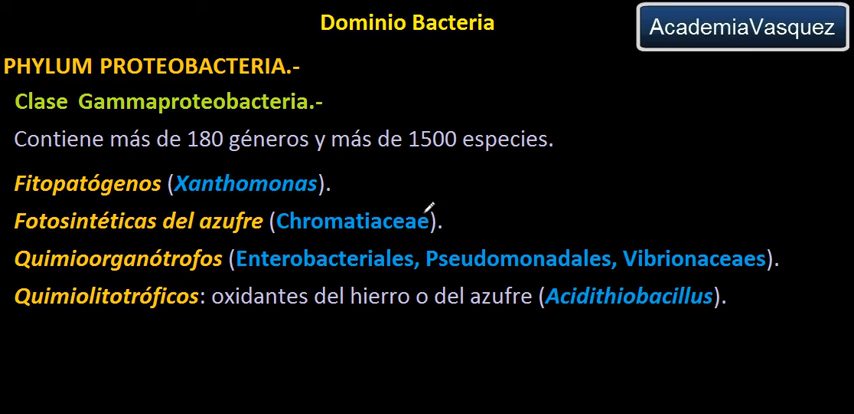 Dominio Bacteria
AcademiaVasquez
PHYLUM PROTEOBACTERIA.-
Clase Gammaproteobacteria.-
Contiene más de 180 géneros y más de 1500 especies.
Fitopatógenos (Xanthomonas).
Fotosintéticas del azufre (Chromatiaceae).
Quimioorganótrofos (Enterobacteriales, Pseudomonadales, Vibrionaceaes).
Quimiolitotróficos: oxidantes del hierro o del azufre (Acidithiobacillus).